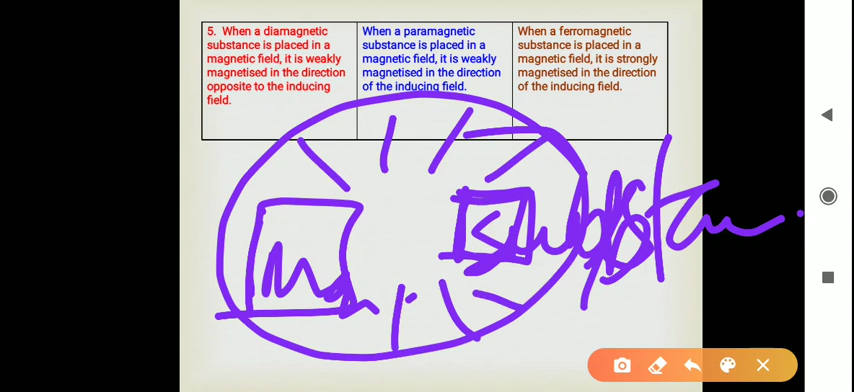 5. When a diamagnetic
substance is placed in a
magnetic field, it is weakly
magnetised in the direction
opposite to the inducing
field.
When a paramagnetic
substance is placed in a
magnetic field, it is weakly
magnetised in the direction
of the inducing field.
When a ferromagnetic
substance is placed in a
magnetic field, it is strongly
magnetised in the direction
of the inducing field.